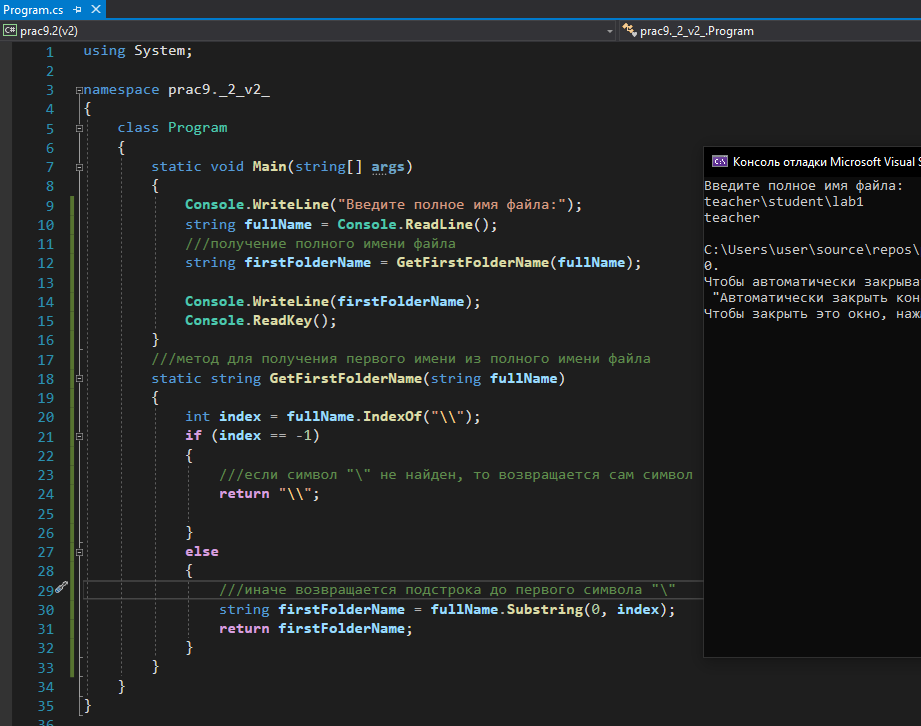 Program.cs
C# prac9.2(v2)
prac9._2_v2_.Program
1 using System;
2
3 namespace prac9._2_v2_
4 {
5 class Program
6 {
7 static void Main(string[] args)
8 {
9 Console.WriteLine("Введите полное имя файла:");
10 string fullName = Console.ReadLine();
11 ///получение полного имени файла
12 string firstFolderName = GetFirstFolderName(fullName);
13
14 Console.WriteLine(firstFolderName);
15 Console.ReadKey();
16 }
17 ///метод для получения первого имени из полного имени файла
18 static string GetFirstFolderName(string fullName)
19 {
20 int index = fullName.IndexOf("\\");
21 if (index == -1)
22 {
23 ///если символ "\" не найден, то возвращается сам символ
24 return "\\";
25
26 }
27 else
28 {
29 ///иначе возвращается подстрока до первого символа "\"
30 string firstFolderName = fullName.Substring(0, index);
31 return firstFolderName;
32 }
33 }
34 }
35 }
36
Консоль отладки Microsoft Visual S
Введите полное имя файла:
teacher\student\lab1
teacher
C:\Users\user\source\repos\
0.
Чтобы автоматически закрыва
"Автоматически закрыть кон
Чтобы закрыть это окно, наж